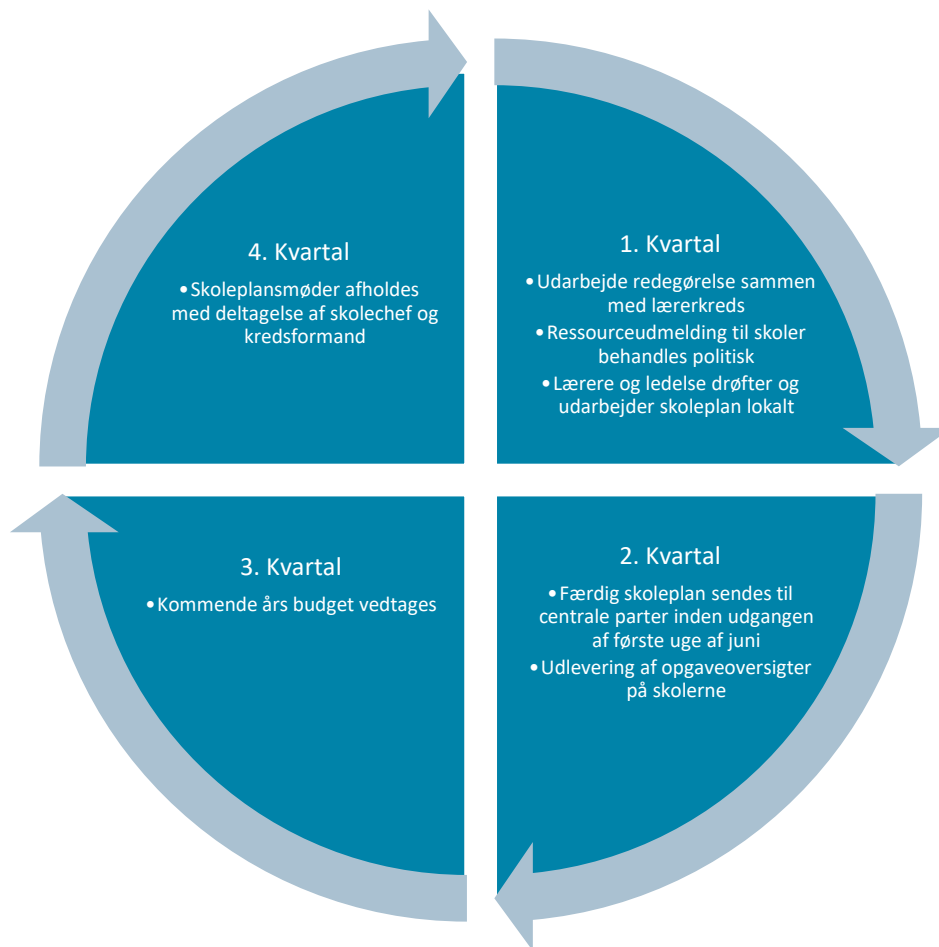 1. Kvartal
•Udarbejde redegørelse sammen
med lærerkreds
•Ressourceudmelding til skoler
behandles politisk
•Lærere og ledelse drøfter og
udarbejder skoleplan lokalt
2. Kvartal
•Færdig skoleplan sendes til
centrale parter inden udgangen
af første uge af juni
•Udlevering af opgaveoversigter
på skolerne
3. Kvartal
•Kommende års budget vedtages
4. Kvartal
•Skoleplansmøder afholdes
med deltagelse af skolechef og
kredsformand